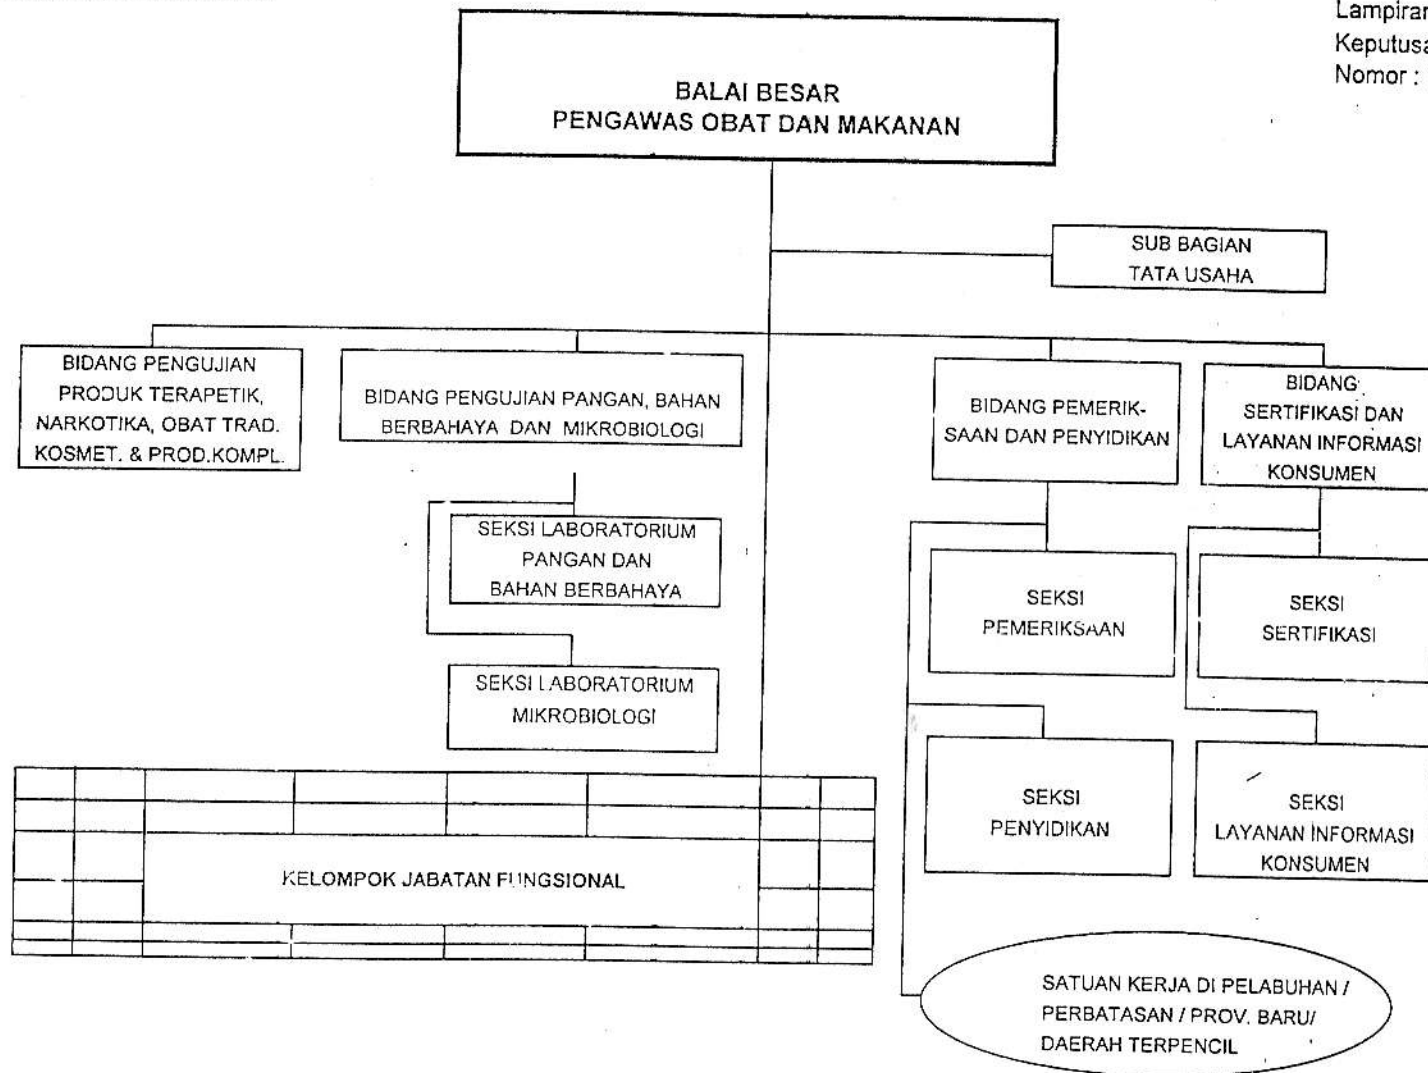 Lampiran
Keputusa
Nomor :
BALAI BESAR
PENGAWAS OBAT DAN MAKANAN
SUB BAGIAN
TATA USAHA
BIDANG PENGUJIAN
PRODUK TERAPETIK,
NARKOTIKA, OBAT TRAD.
KOSMET. & PROD.KOMPL.
BIDANG PENGUJIAN PANGAN, BAHAN
BERBAHAYA DAN MIKROBIOLOGI
BIDANG PEMERIK-
SAAN DAN PENYIDIKAN
BIDANG
SERTIFIKASI DAN
LAYANAN INFORMASI
KONSUMEN
SEKSI LABORATORIUM
PANGAN DAN
BAHAN BERBAHAYA
SEKSI LABORATORIUM
MIKROBIOLOGI
SEKSI
PEMERIKSAAN
SEKSI
SERTIFIKASI
SEKSI
PENYIDIKAN
SEKSI
LAYANAN INFORMASI
KONSUMEN
KELOMPOK JABATAN FUNGSIONAL
SATUAN KERJA DI PELABUHAN /
PERBATASAN / PROV. BARU/
DAERAH TERPENCIL